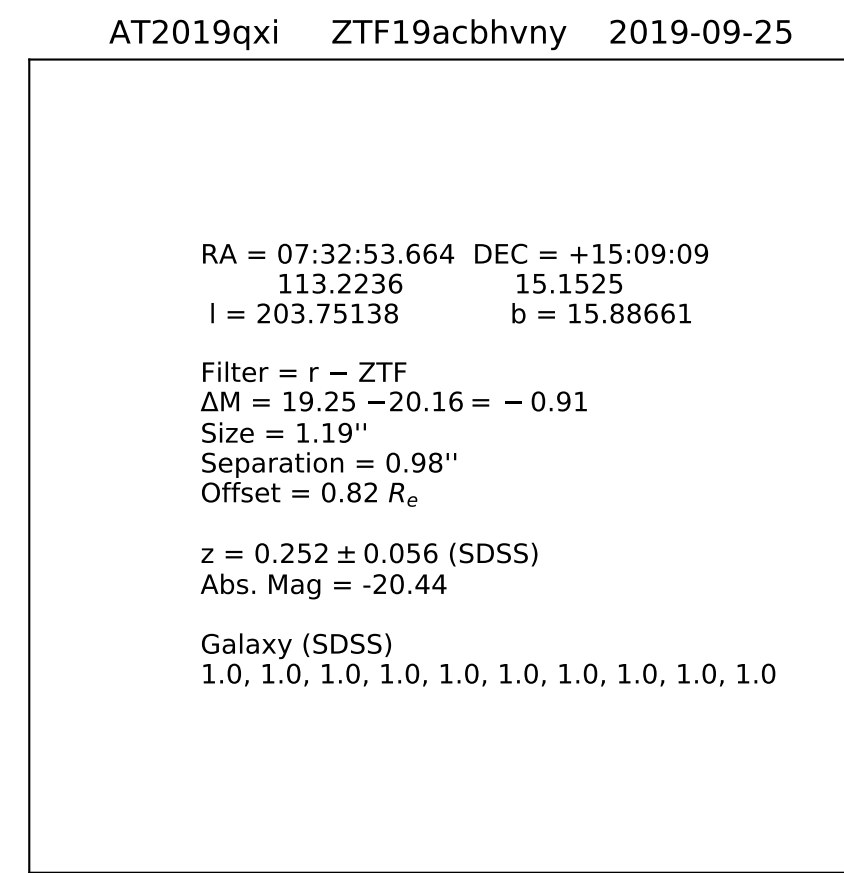 AT2019qxi ZTF19acbhvny 2019-09-25
RA = 07:32:53.664 DEC = +15:09:09
113.2236 15.1525
l = 203.75138 b = 15.88661
Filter = r − ZTF
ΔM = 19.25 −20.16 = − 0.91
Size = 1.19''
Separation = 0.98''
Offset = 0.82 Rₑ
z = 0.252 ± 0.056 (SDSS)
Abs. Mag = -20.44
Galaxy (SDSS)
1.0, 1.0, 1.0, 1.0, 1.0, 1.0, 1.0, 1.0, 1.0, 1.0